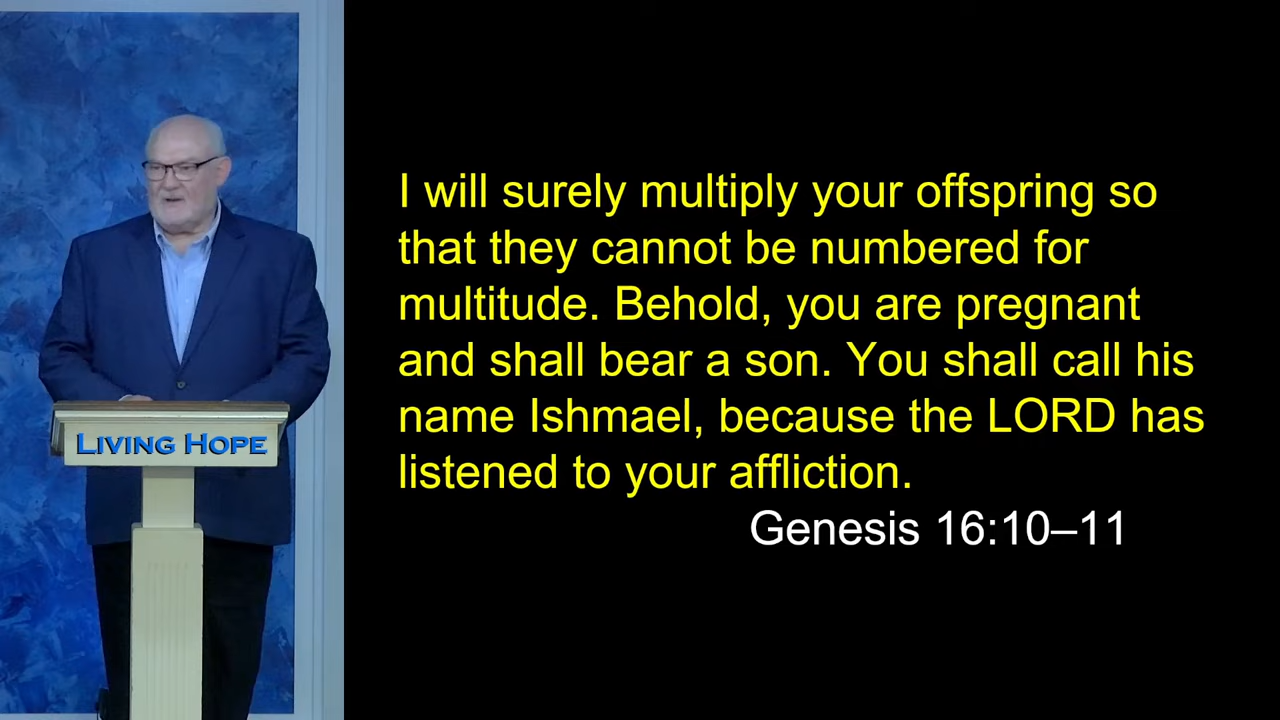 LIVING HOPE
I will surely multiply your offspring so
that they cannot be numbered for
multitude. Behold, you are pregnant
and shall bear a son. You shall call his
name Ishmael, because the LORD has
listened to your affliction.
Genesis 16:10–11